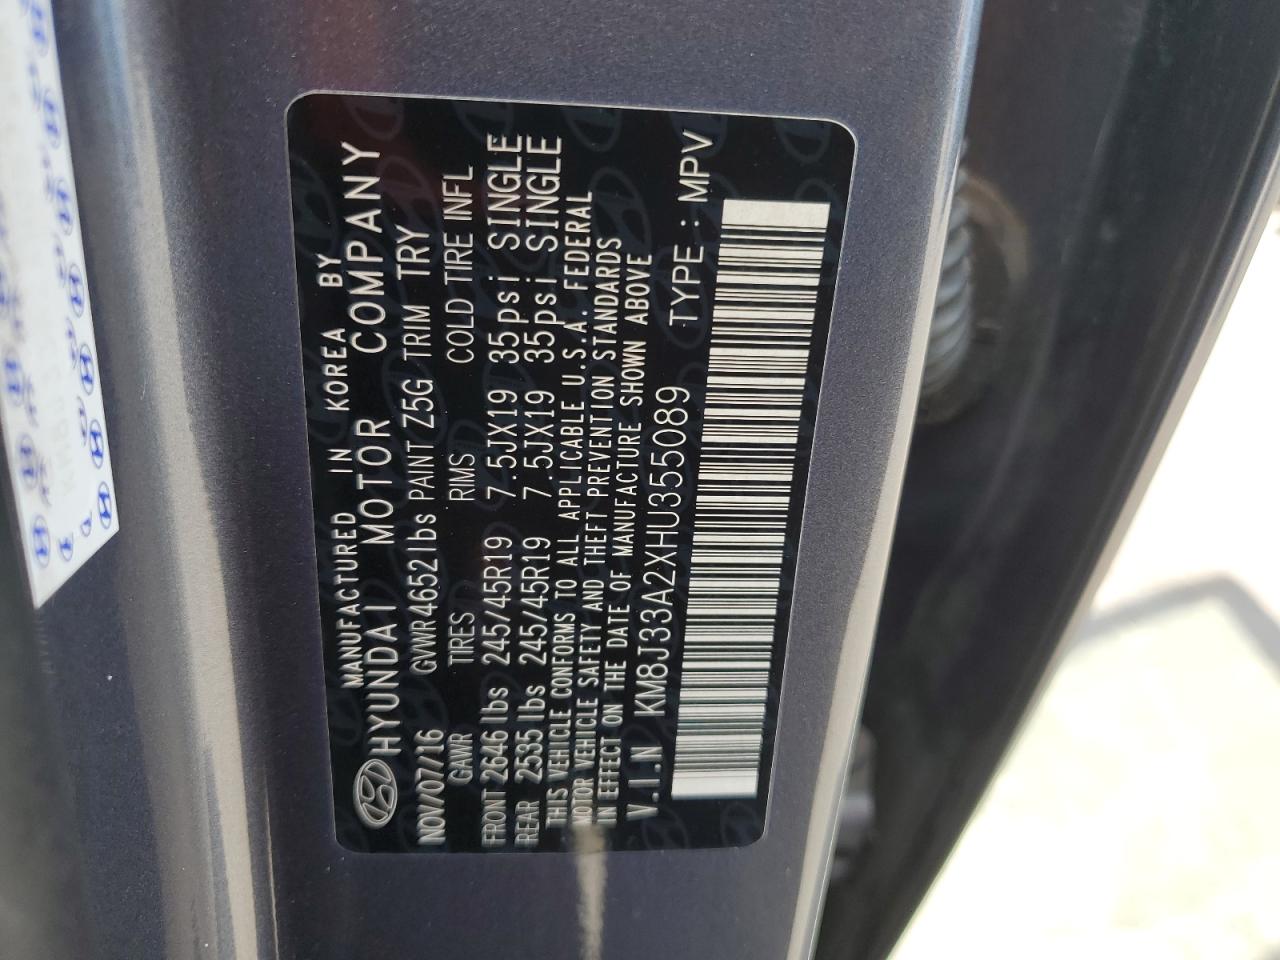 MANUFACTURED IN KOREA BY
HYUNDAI MOTOR COMPANY
NOV/07/16 GVWR 4652lbs PAINT Z5G TRIM TRY
GAWR TIRES RIMS COLD TIRE INFL
FRONT 2646 lbs 245/45R19 7.5JX19 35psi SINGLE
REAR 2535 lbs 245/45R19 7.5JX19 35psi SINGLE
THIS VEHICLE CONFORMS TO ALL APPLICABLE U.S.A. FEDERAL
MOTOR VEHICLE SAFETY AND THEFT PREVENTION STANDARDS
IN EFFECT ON THE DATE OF MANUFACTURE SHOWN ABOVE
V.I.N KM8J33A2XHU355089 TYPE : MPV